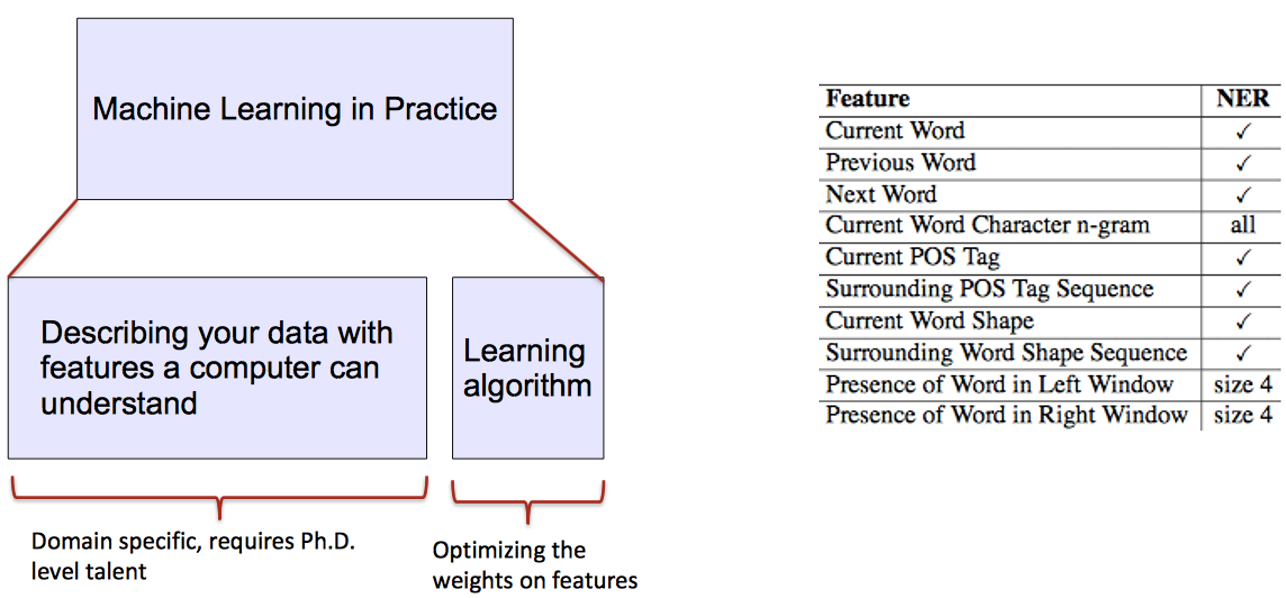 Machine Learning in Practice
Describing your data with
features a computer can
understand
Learning
algorithm
Domain specific, requires Ph.D.
level talent
Optimizing the
weights on features
Feature NER
Current Word ✓
Previous Word ✓
Next Word ✓
Current Word Character n-gram all
Current POS Tag ✓
Surrounding POS Tag Sequence ✓
Current Word Shape ✓
Surrounding Word Shape Sequence ✓
Presence of Word in Left Window size 4
Presence of Word in Right Window size 4